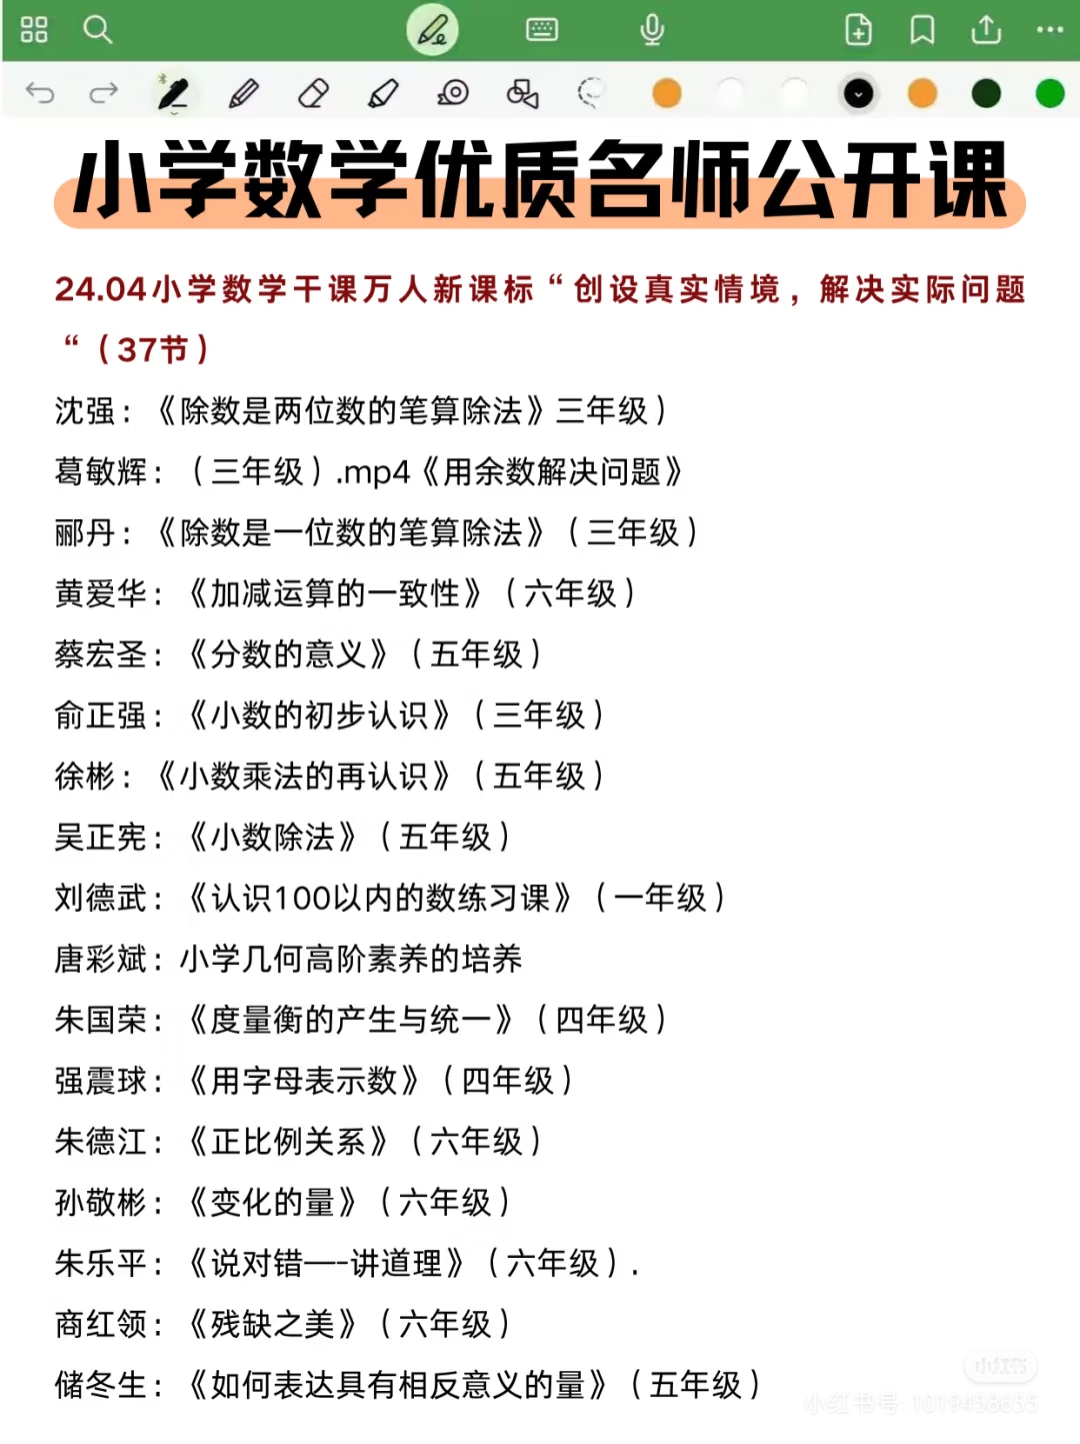 小学数学优质名师公开课
24.04小学数学干课万人新课标“创设真实情境，解决实际问题
“（37节）
沈强：《除数是两位数的笔算除法》三年级）
葛敏辉：（三年级）.mp4《用余数解决问题》
郦丹：《除数是一位数的笔算除法》（三年级）
黄爱华：《加减运算的一致性》（六年级）
蔡宏圣：《分数的意义》（五年级）
俞正强：《小数的初步认识》（三年级）
徐彬：《小数乘法的再认识》（五年级）
吴正宪：《小数除法》（五年级）
刘德武：《认识100以内的数练习课》（一年级）
唐彩斌：小学几何高阶素养的培养
朱国荣：《度量衡的产生与统一》（四年级）
强震球：《用字母表示数》（四年级）
朱德江：《正比例关系》（六年级）
孙敬彬：《变化的量》（六年级）
朱乐平：《说对错—-讲道理》（六年级）.
商红领：《残缺之美》（六年级）
储冬生：《如何表达具有相反意义的量》（五年级）
小红书
小红书号: 1019458655